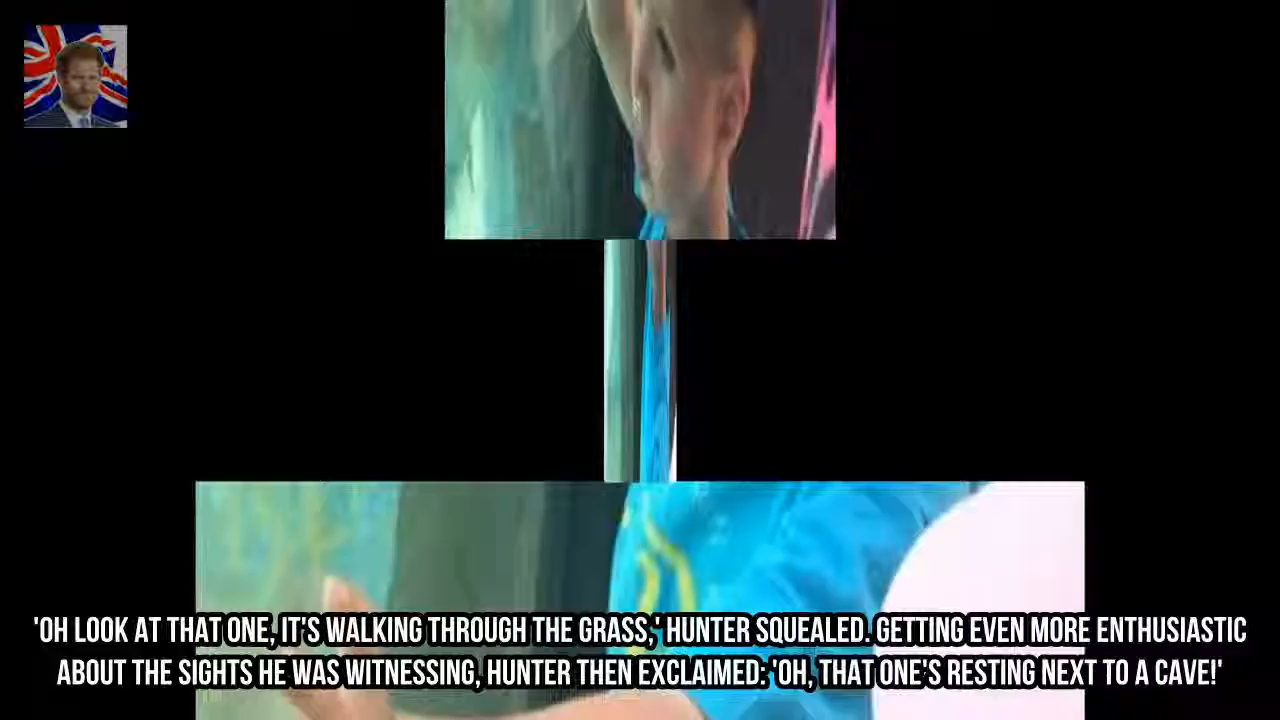 'OH LOOK AT THAT ONE, IT'S WALKING THROUGH THE GRASS,' HUNTER SQUEALED. GETTING EVEN MORE ENTHUSIASTIC
ABOUT THE SIGHTS HE WAS WITNESSING, HUNTER THEN EXCLAIMED: 'OH, THAT ONE'S RESTING NEXT TO A CAVE!'